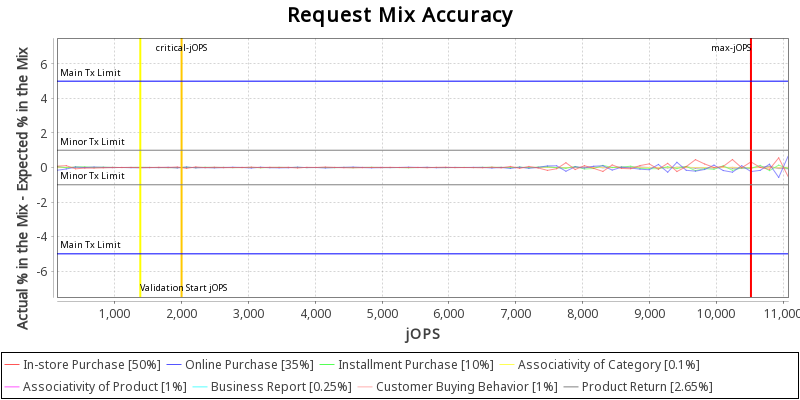 Request Mix Accuracy
Actual % in the Mix - Expected % in the Mix
critical-jOPS
max-jOPS
6
Main Tx Limit
4
2
Minor Tx Limit
0
Minor Tx Limit
-2
-4
Main Tx Limit
-6
Validation Start jOPS
1,000 2,000 3,000 4,000 5,000 6,000 7,000 8,000 9,000 10,000 11,000
jOPS
In-store Purchase [50%] Online Purchase [35%] Installment Purchase [10%] Associativity of Category [0.1%]
Associativity of Product [1%] Business Report [0.25%] Customer Buying Behavior [1%] Product Return [2.65%]